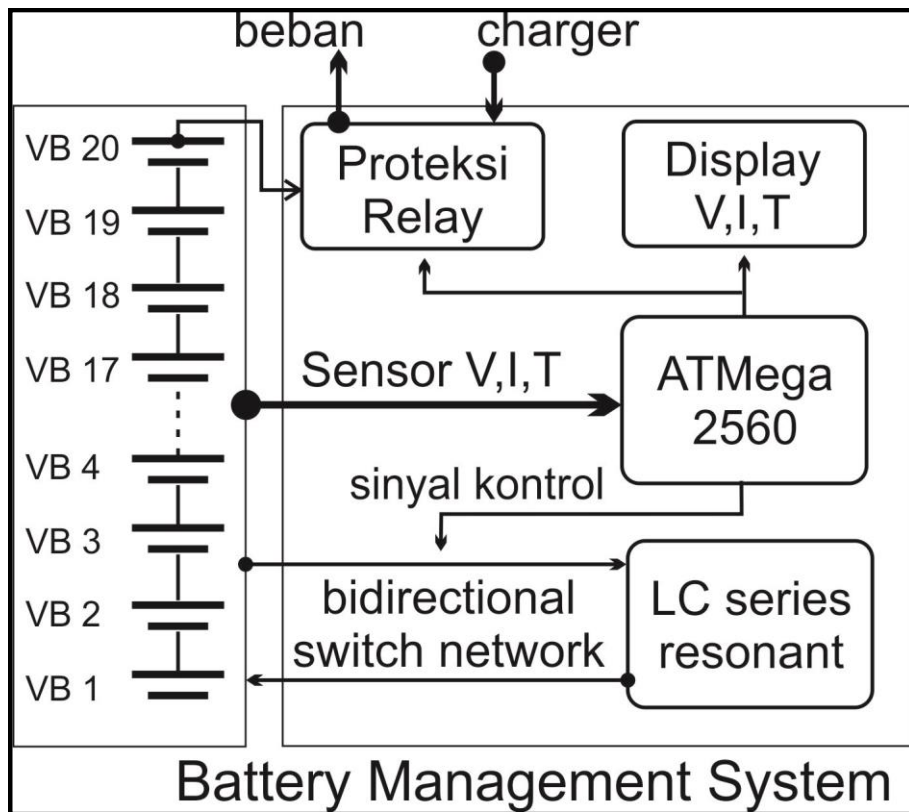 beban
charger
VB 20
VB 19
VB 18
VB 17
VB 4
VB 3
VB 2
VB 1
Proteksi
Relay
Display
V,I,T
Sensor V,I,T
ATMega
2560
sinyal kontrol
bidirectional
switch network
LC series
resonant
Battery Management System